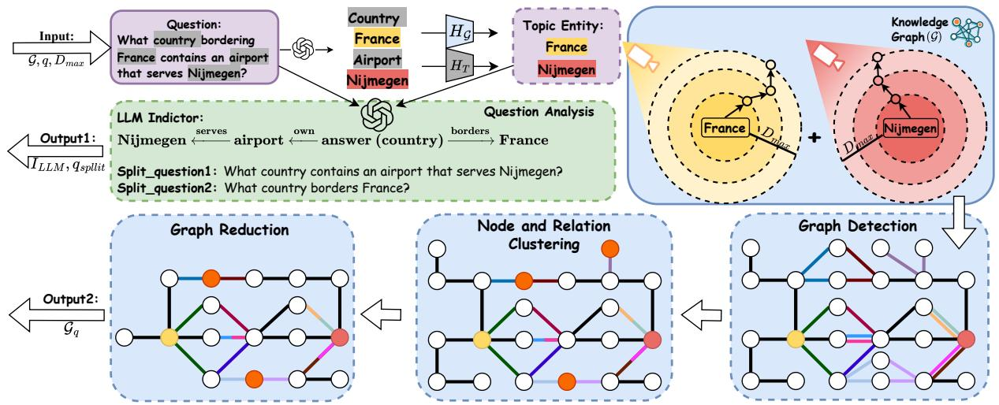 Input:
𝒢, q, D_max
Question:
What country bordering
France contains an airport
that serves Nijmegen?
Country
France
Airport
Nijmegen
H_𝒢
H_T
Topic Entity:
France
Nijmegen
Knowledge
Graph (𝒢)
France
D_max
+
Nijmegen
D_max
LLM Indictor:
Question Analysis
Nijmegen ⟵serves airport ⟵own answer (country) borders⟶ France
Split_question1: What country contains an airport that serves Nijmegen?
Split_question2: What country borders France?
Output1:
I_LLM, q_spllit
Graph Reduction
Node and Relation
Clustering
Graph Detection
Output2:
𝒢_q